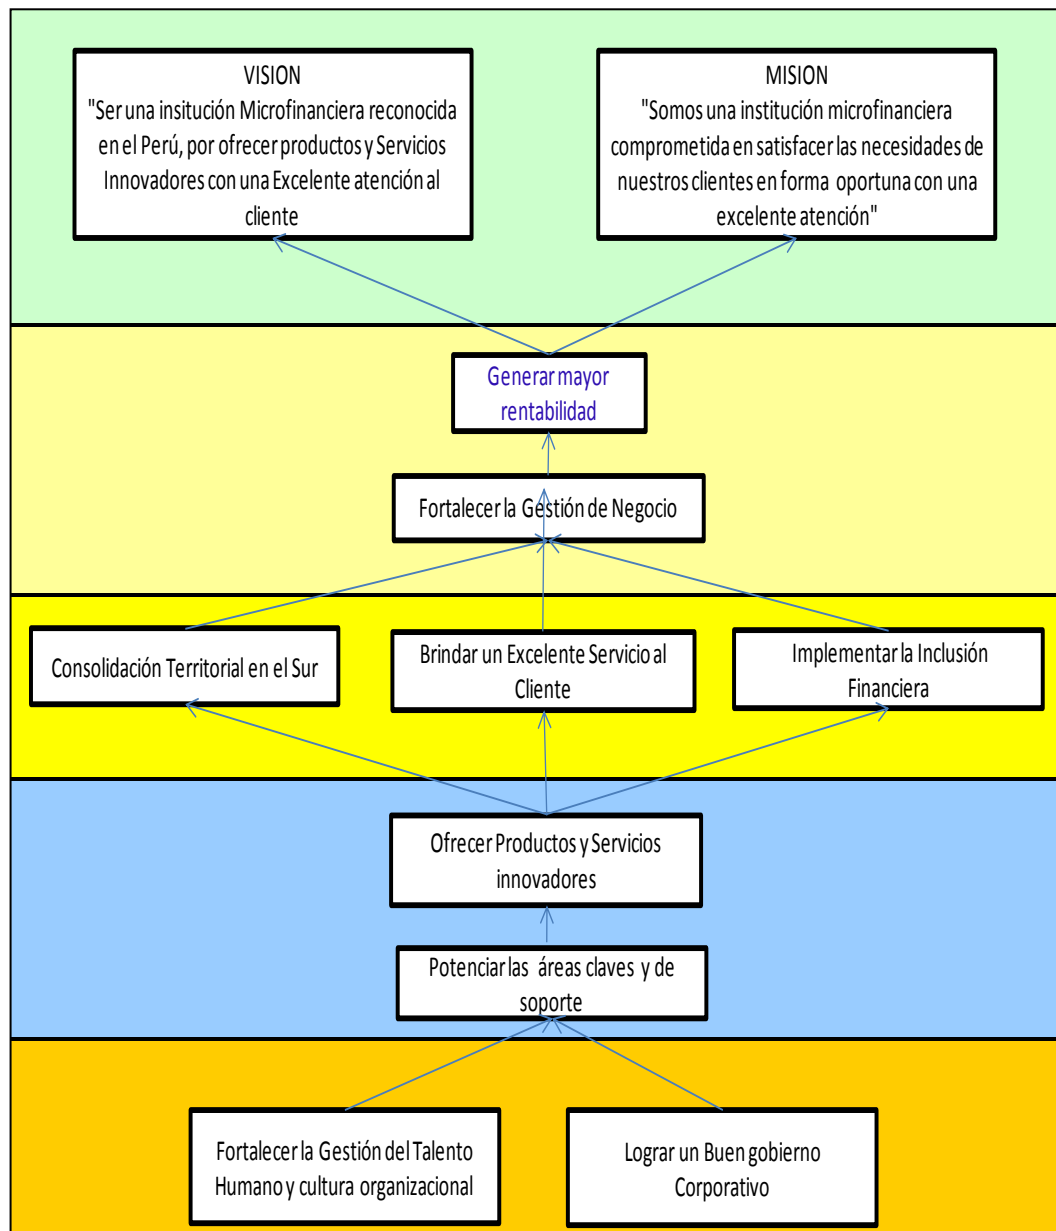 VISION
"Ser una insitución Microfinanciera reconocida
en el Perú, por ofrecer productos y Servicios
Innovadores con una Excelente atención al
cliente
MISION
"Somos una institución microfinanciera
comprometida en satisfacer las necesidades de
nuestros clientes en forma oportuna con una
excelente atención"
Generar mayor
rentabilidad
Fortalecer la Gestión de Negocio
Consolidación Territorial en el Sur
Brindar un Excelente Servicio al
Cliente
Implementar la Inclusión
Financiera
Ofrecer Productos y Servicios
innovadores
Potenciar las áreas claves y de
soporte
Fortalecer la Gestión del Talento
Humano y cultura organizacional
Lograr un Buen gobierno
Corporativo